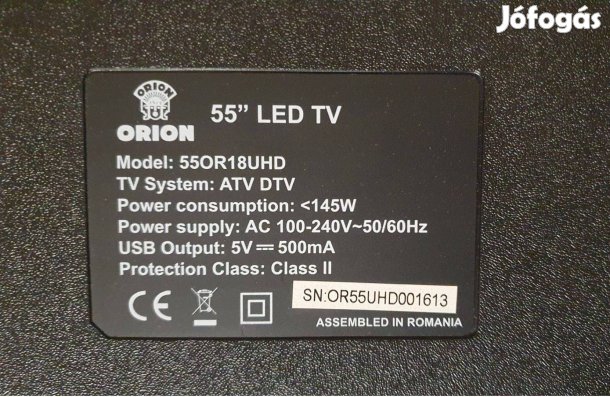 Jófogás
ORION
55” LED TV
ORION
Model: 55OR18UHD
TV System: ATV DTV
Power consumption: <145W
Power supply: AC 100-240V~50/60Hz
USB Output: 5V⎓500mA
Protection Class: Class II
CE
SN:OR55UHD001613
ASSEMBLED IN ROMANIA